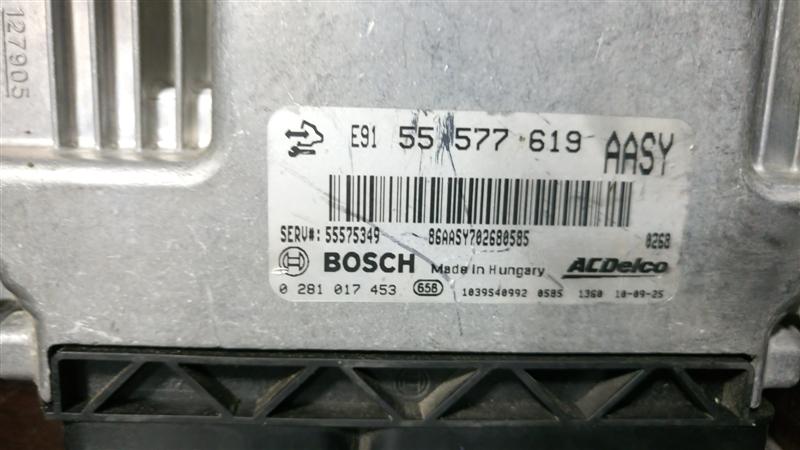 127905
E91 55 577 619 AASY
SERV#: 55575349 86AASY702680585 0268
BOSCH Made in Hungary ACDelco
0 281 017 453 658 1039S40992 0585 1360 10-09-25